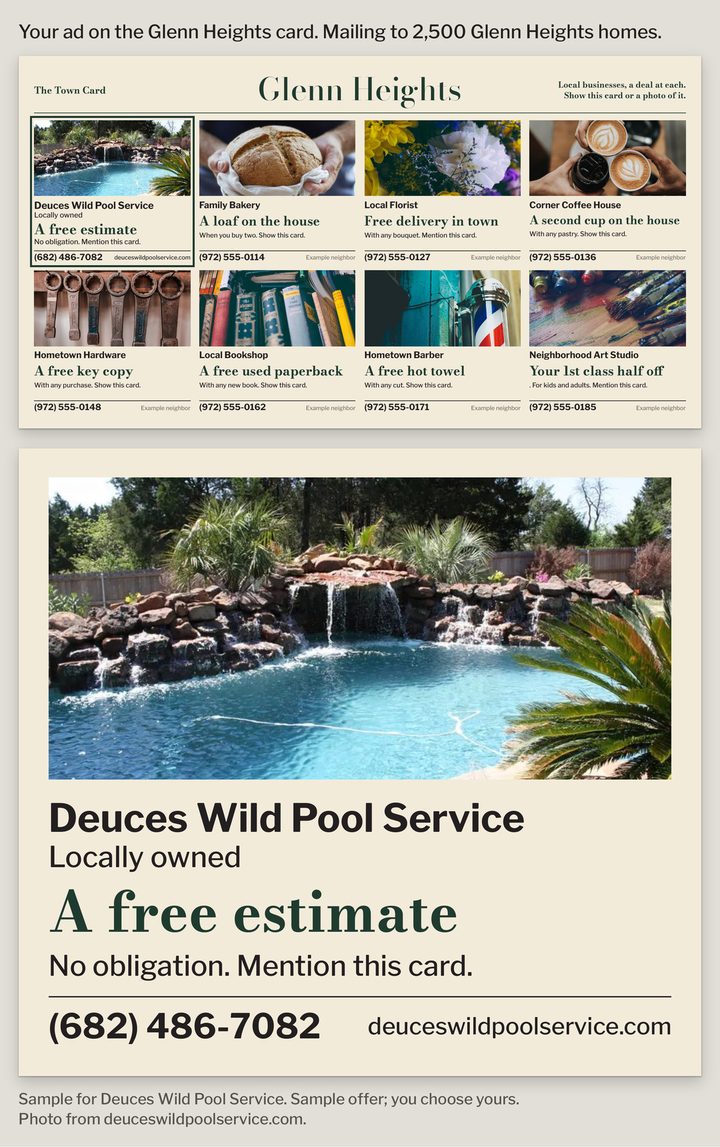 Your ad on the Glenn Heights card. Mailing to 2,500 Glenn Heights homes.
The Town Card
Glenn Heights
Local businesses, a deal at each.
Show this card or a photo of it.
Deuces Wild Pool Service
Locally owned
A free estimate
No obligation. Mention this card.
(682) 486-7082 deuceswildpoolservice.com
Family Bakery
A loaf on the house
When you buy two. Show this card.
(972) 555-0114 Example neighbor
Local Florist
Free delivery in town
With any bouquet. Mention this card.
(972) 555-0127 Example neighbor
Corner Coffee House
A second cup on the house
With any pastry. Show this card.
(972) 555-0136 Example neighbor
Hometown Hardware
A free key copy
With any purchase. Show this card.
(972) 555-0148 Example neighbor
Local Bookshop
A free used paperback
With any new book. Show this card.
(972) 555-0162 Example neighbor
Hometown Barber
A free hot towel
With any cut. Show this card.
(972) 555-0171 Example neighbor
Neighborhood Art Studio
Your 1st class half off
. For kids and adults. Mention this card.
(972) 555-0185 Example neighbor
Deuces Wild Pool Service
Locally owned
A free estimate
No obligation. Mention this card.
(682) 486-7082 deuceswildpoolservice.com
Sample for Deuces Wild Pool Service. Sample offer; you choose yours.
Photo from deuceswildpoolservice.com.